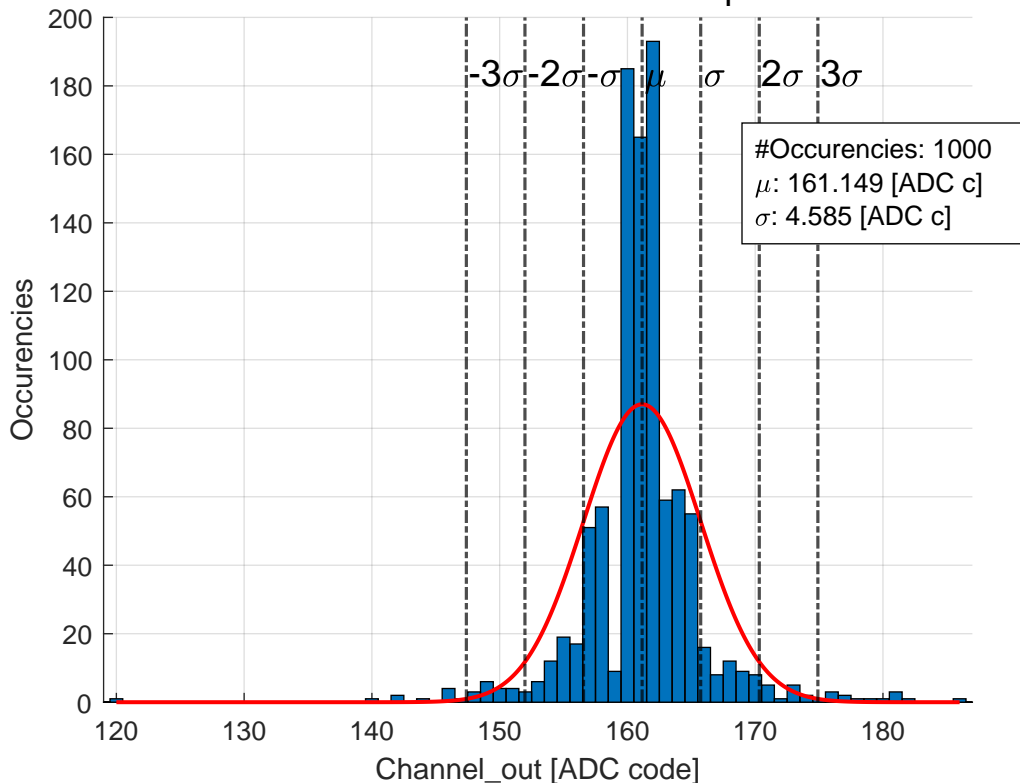 200
180
160
140
120
100
80
60
40
20
0
Occurencies
-3σ
-2σ
-σ
μ
σ
2σ
3σ
#Occurencies: 1000
μ: 161.149 [ADC c]
σ: 4.585 [ADC c]
120
130
140
150
160
170
180
Channel_out [ADC code]